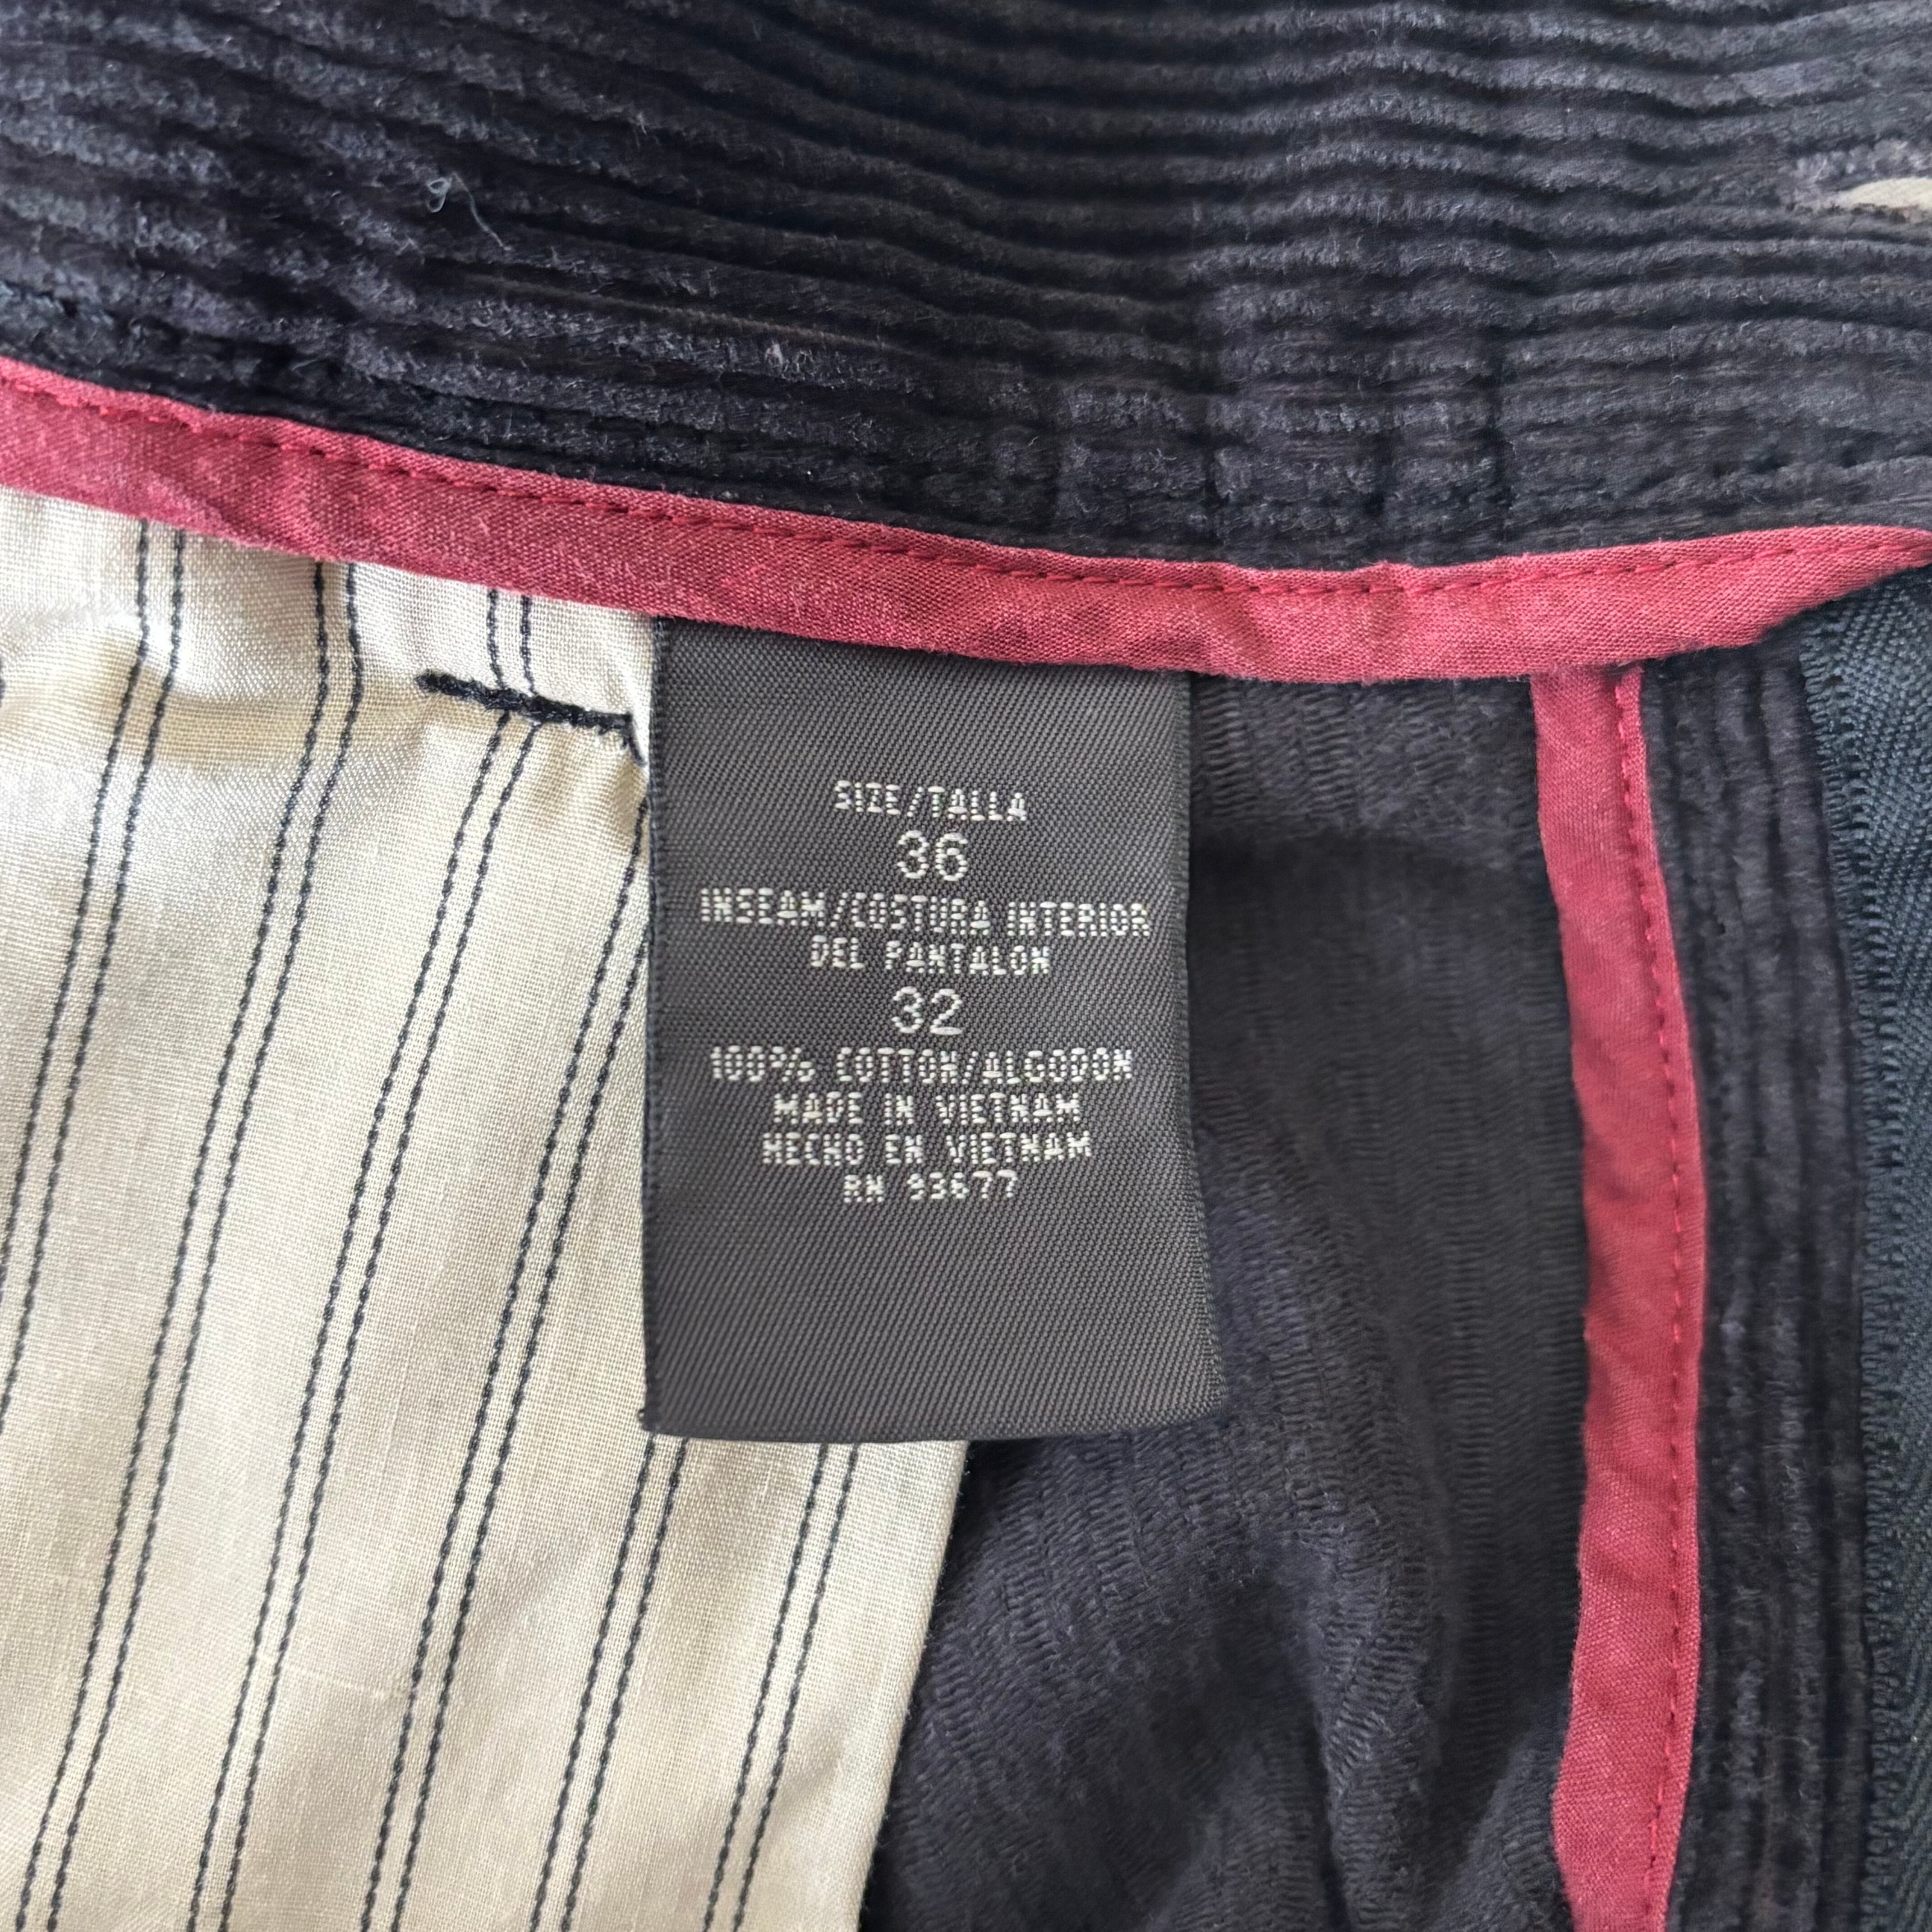 SIZE/TALLA
36
INSEAM/COSTURA INTERIOR
DEL PANTALON
32
100% COTTON/ALGODON
MADE IN VIETNAM
HECHO EN VIETNAM
RN 93677